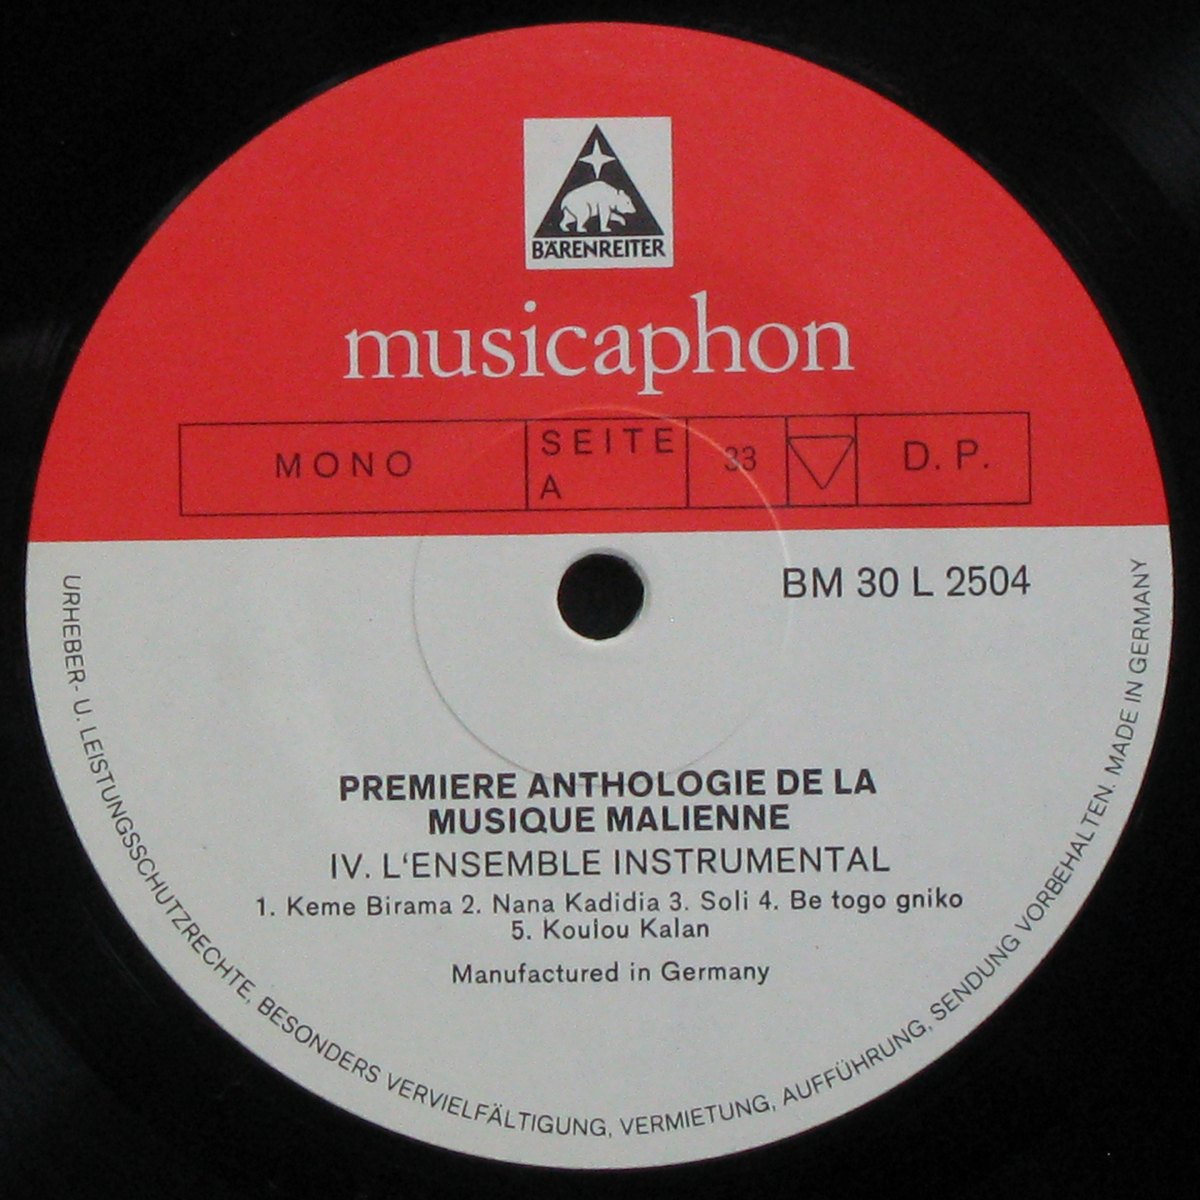 BÄRENREITER
musicaphon
MONO
SEITE
A
33
D. P.
BM 30 L 2504
PREMIERE ANTHOLOGIE DE LA
MUSIQUE MALIENNE
IV. L‘ENSEMBLE INSTRUMENTAL
1. Keme Birama 2. Nana Kadidia 3. Soli 4. Be togo gniko
5. Koulou Kalan
Manufactured in Germany
URHEBER- U. LEISTUNGSSCHUTZRECHTE, BESONDERS VERVIELFÄLTIGUNG, VERMIETUNG, AUFFÜHRUNG, SENDUNG VORBEHALTEN. MADE IN GERMANY